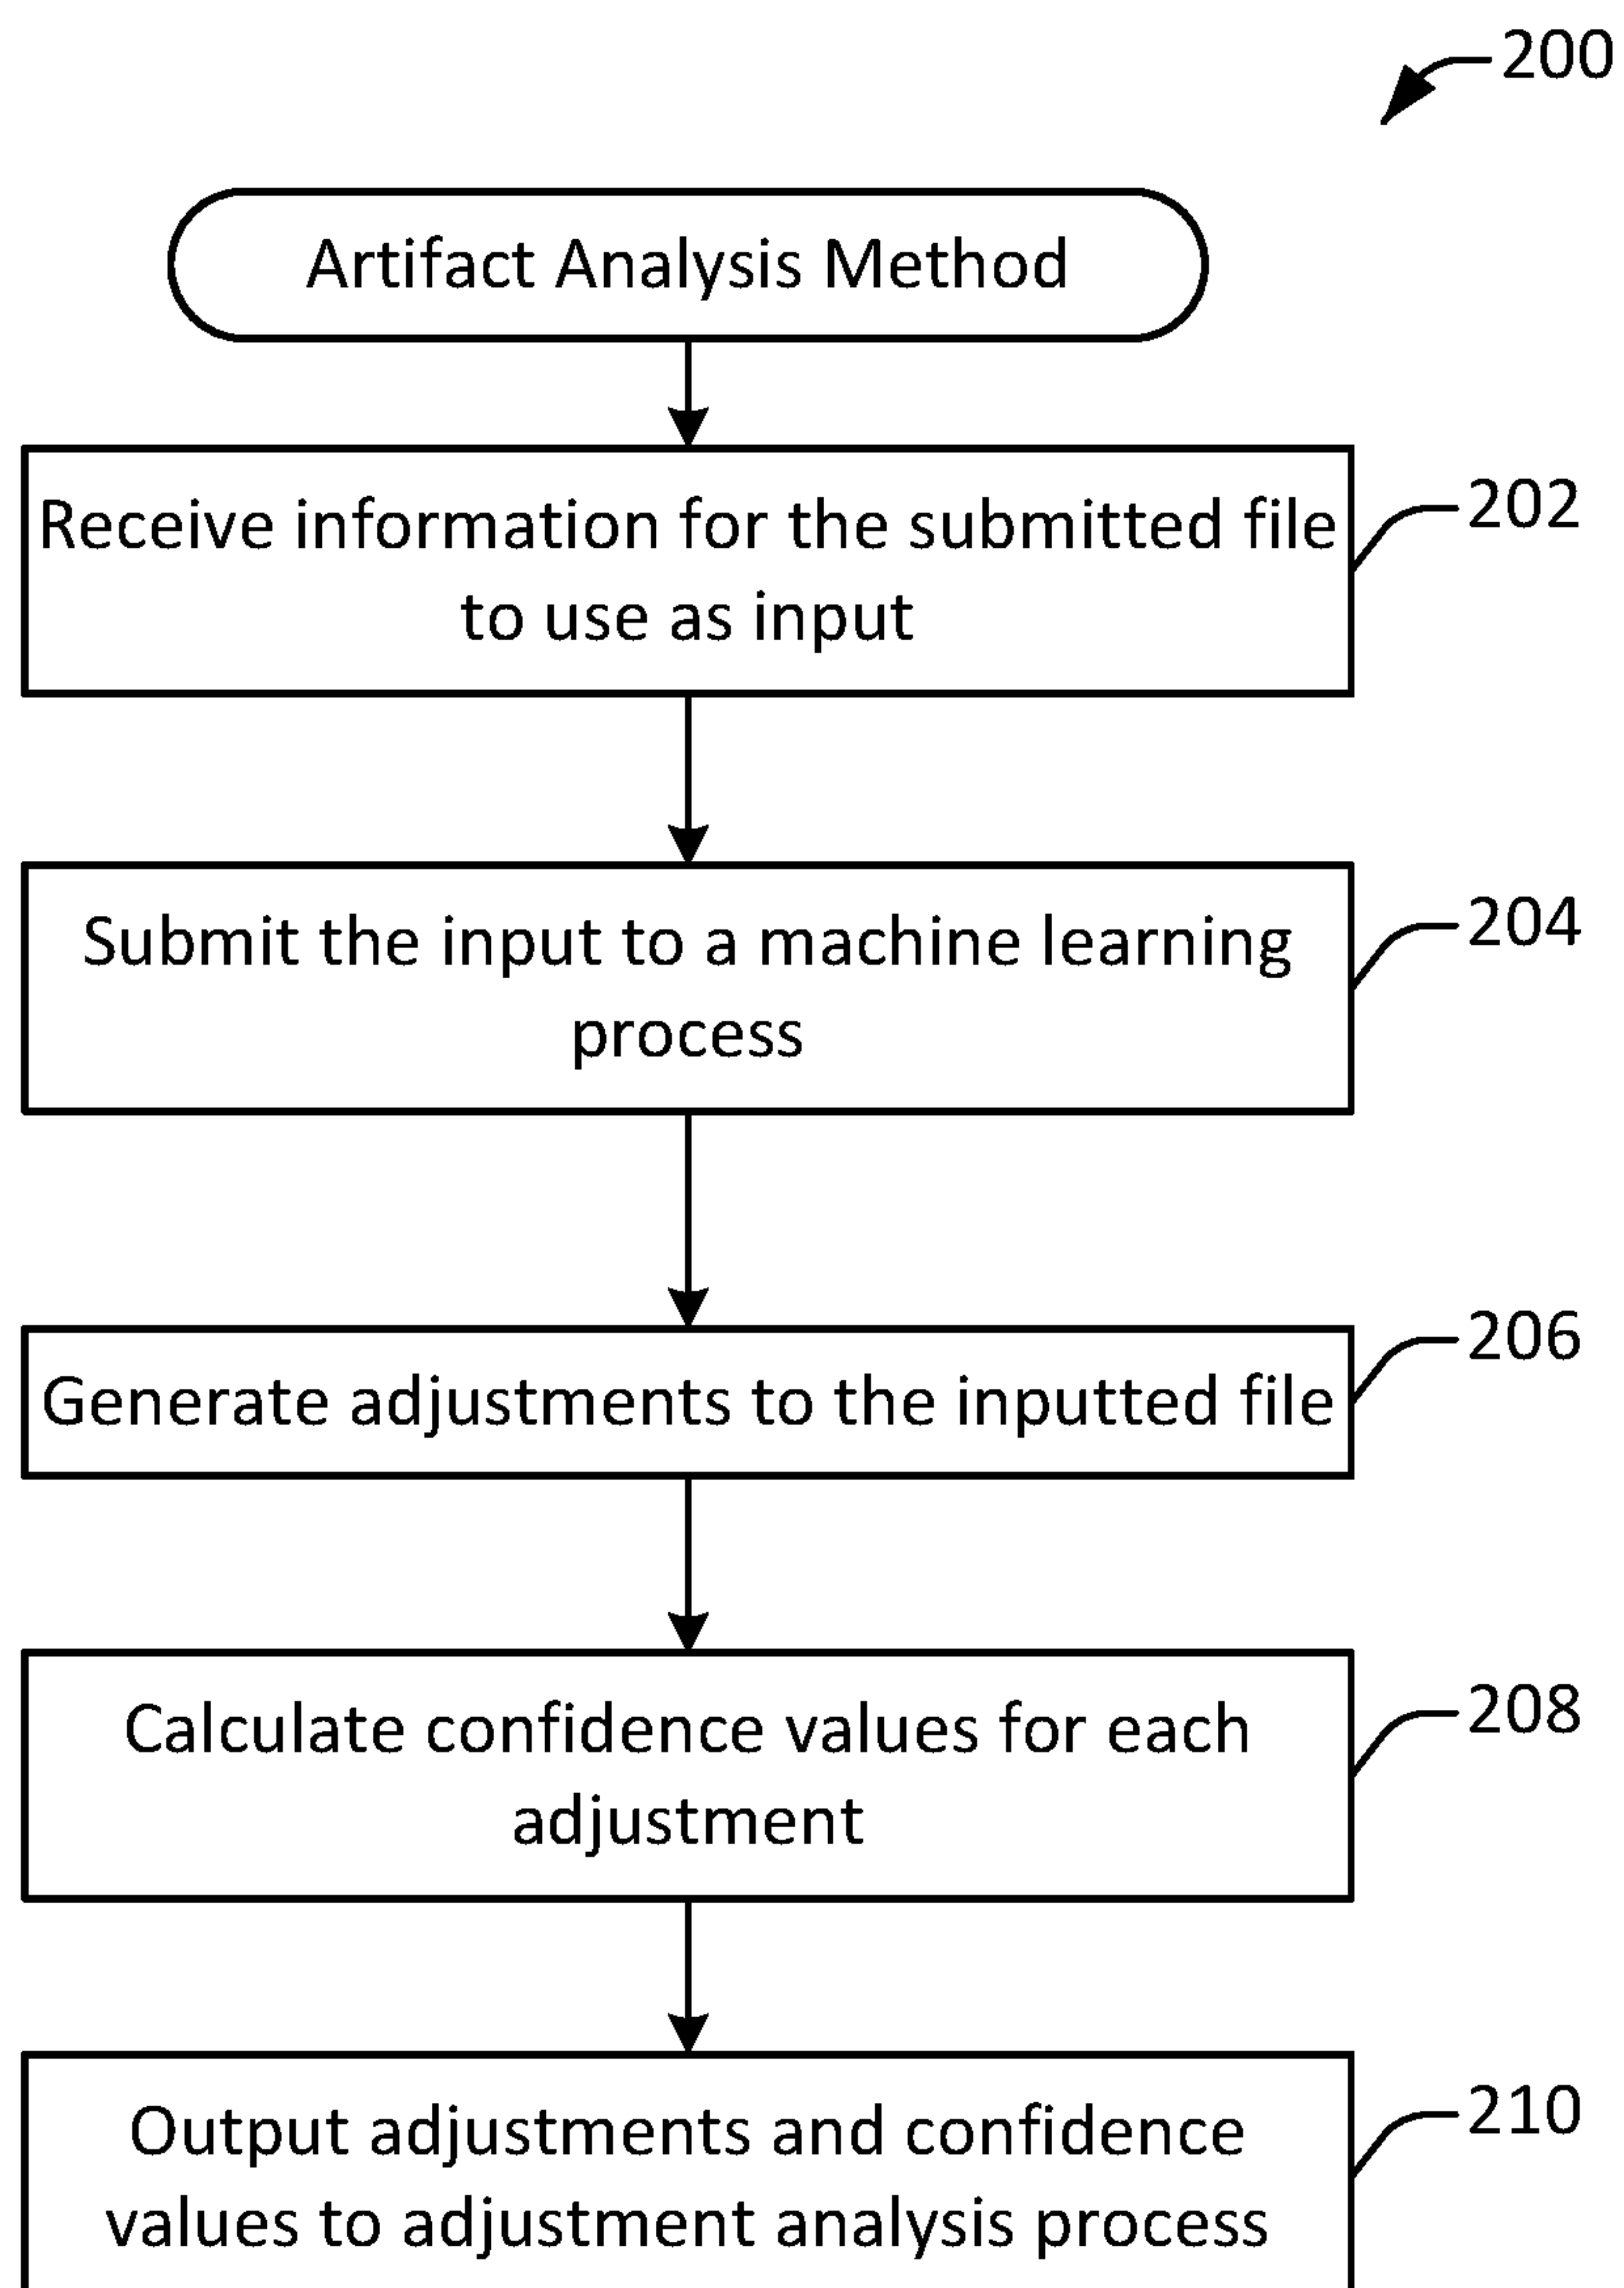 200
Artifact Analysis Method
Receive information for the submitted file
to use as input
202
Submit the input to a machine learning
process
204
Generate adjustments to the inputted file
206
Calculate confidence values for each
adjustment
208
Output adjustments and confidence
values to adjustment analysis process
210